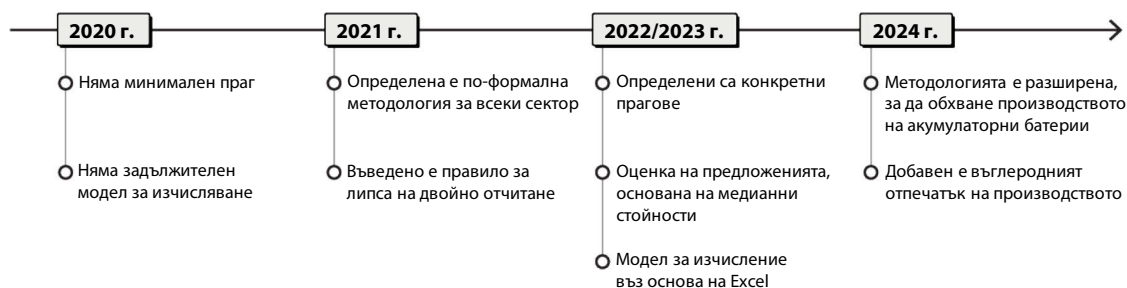 2020 г.
Няма минимален праг
Няма задължителен
модел за изчисляване
2021 г.
Определена е по-формална
методология за всеки сектор
Въведено е правило за
липса на двойно отчитане
2022/2023 г.
Определени са конкретни
прагове
Оценка на предложенията,
основана на медианни
стойности
Модел за изчисление
въз основа на Excel
2024 г.
Методологията е разширена,
за да обхване производството
на акумулаторни батерии
Добавен е въглеродният
отпечатък на производството